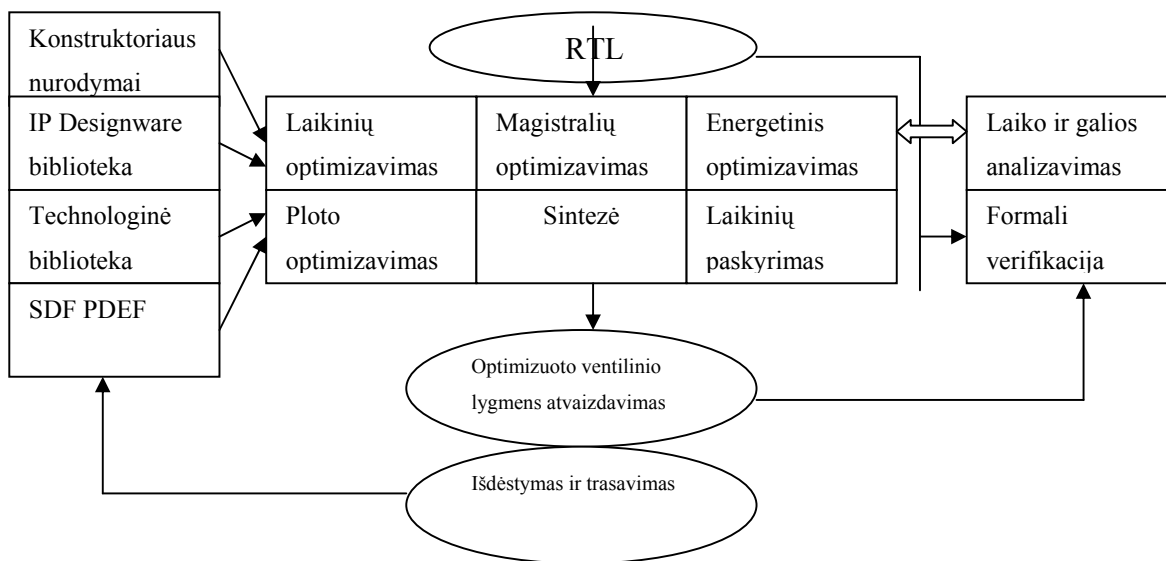 Konstruktoriaus
nurodymai
IP Designware
biblioteka
Technologinė
biblioteka
SDF PDEF
RTL
Laikinių
optimizavimas
Magistralių
optimizavimas
Energetinis
optimizavimas
Ploto
optimizavimas
Sintezė
Laikinių
paskyrimas
Laiko ir galios
analizavimas
Formali
verifikacija
Optimizuoto ventilinio
lygmens atvaizdavimas
Išdėstymas ir trasavimas